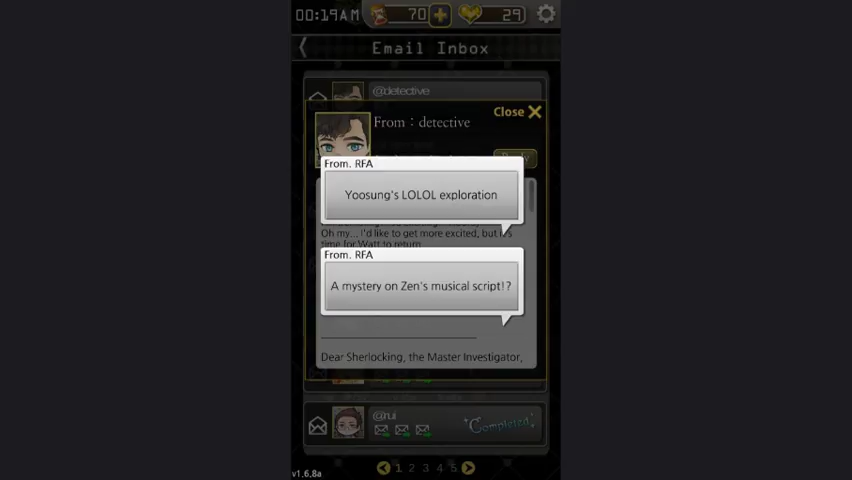 00:19AM 70 29
Email Inbox
@detective
Close
From : detective
From. RFA
Yoosung's LOLOL exploration
Oh my... I'd like to get more excited, but it's
time for Watt to return
From. RFA
A mystery on Zen's musical script!?
Dear Sherlocking, the Master Investigator,
@rui
Completed
1 2 3 4 5
v1.6.8a